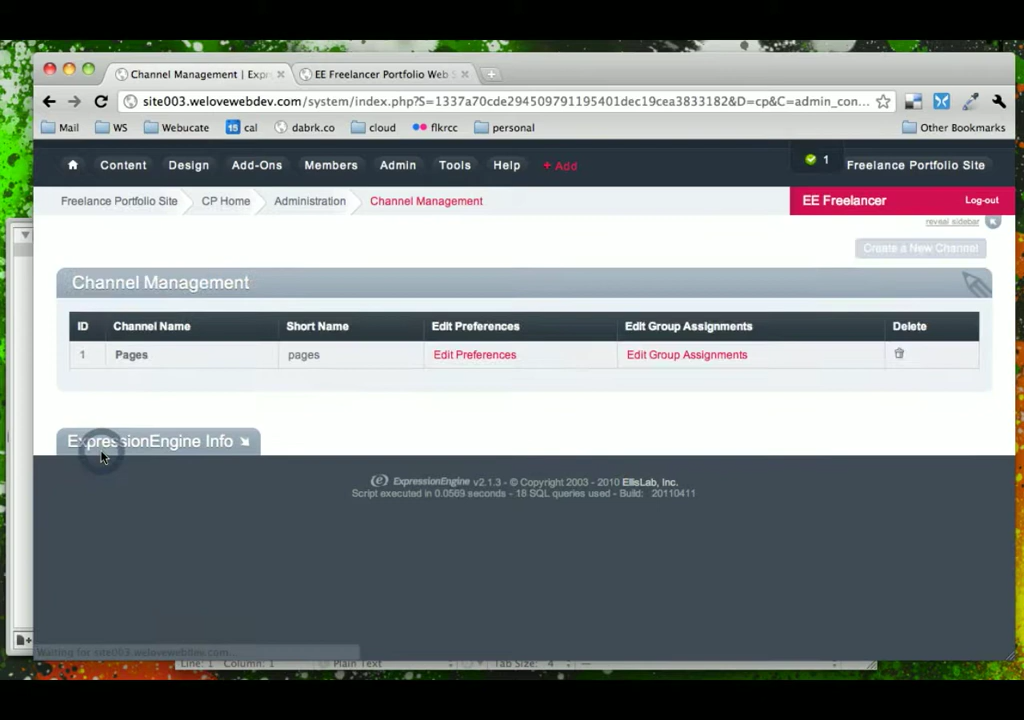 Channel Management | Expr
EE Freelancer Portfolio Web S
site003.welovewebdev.com/system/index.php?S=1337a70cde294509791195401dec19cea3833182&D=cp&C=admin_con...
Mail WS Webucate 15 cal dabrk.co cloud flkrcc personal Other Bookmarks
Content Design Add-Ons Members Admin Tools Help + Add 1 Freelance Portfolio Site
Freelance Portfolio Site CP Home Administration Channel Management EE Freelancer Log-out
reveal sidebar
Create a New Channel
Channel Management
ID Channel Name Short Name Edit Preferences Edit Group Assignments Delete
1 Pages pages Edit Preferences Edit Group Assignments
ExpressionEngine Info
ExpressionEngine v2.1.3 - © Copyright 2003 - 2010 EllisLab, Inc.
Script executed in 0.0569 seconds - 18 SQL queries used - Build: 20110411
Waiting for site003.welovewebdev.com...
Line: 1 Column: 1 Plain Text Tab Size: 4 —